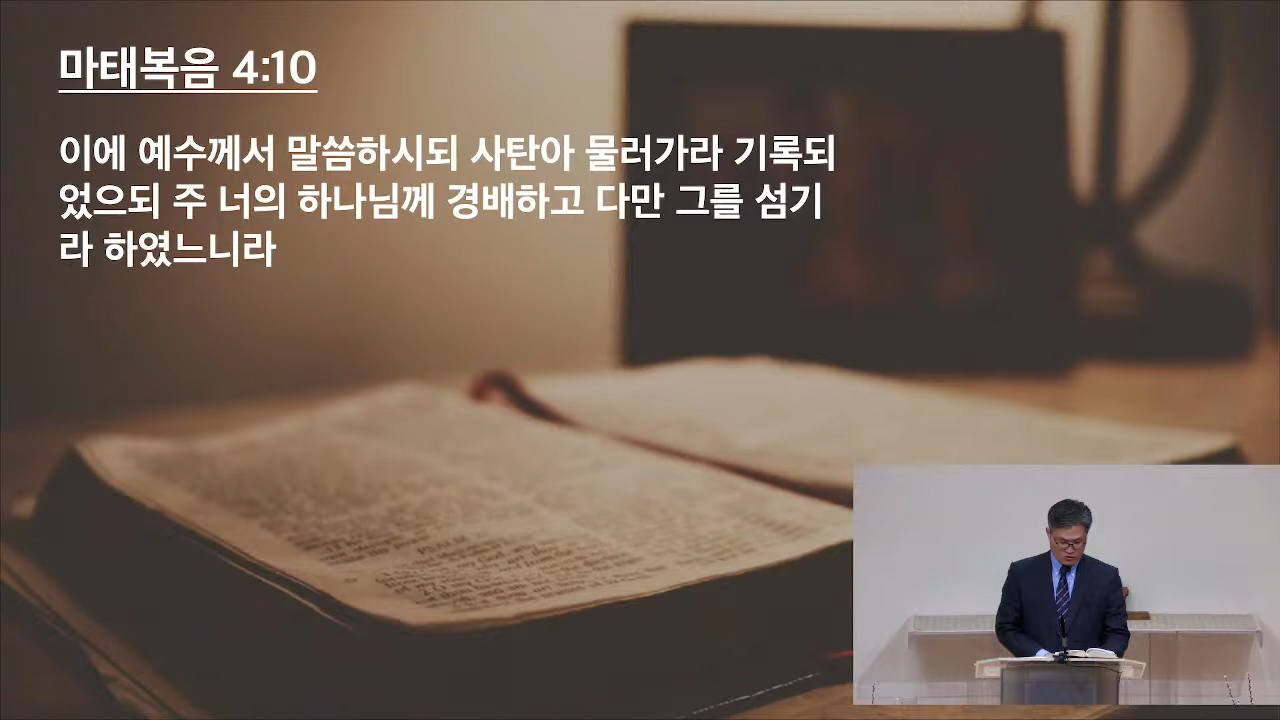 마태복음 4:10
이에 예수께서 말씀하시되 사탄아 물러가라 기록되
었으되 주 너의 하나님께 경배하고 다만 그를 섬기
라 하였느니라